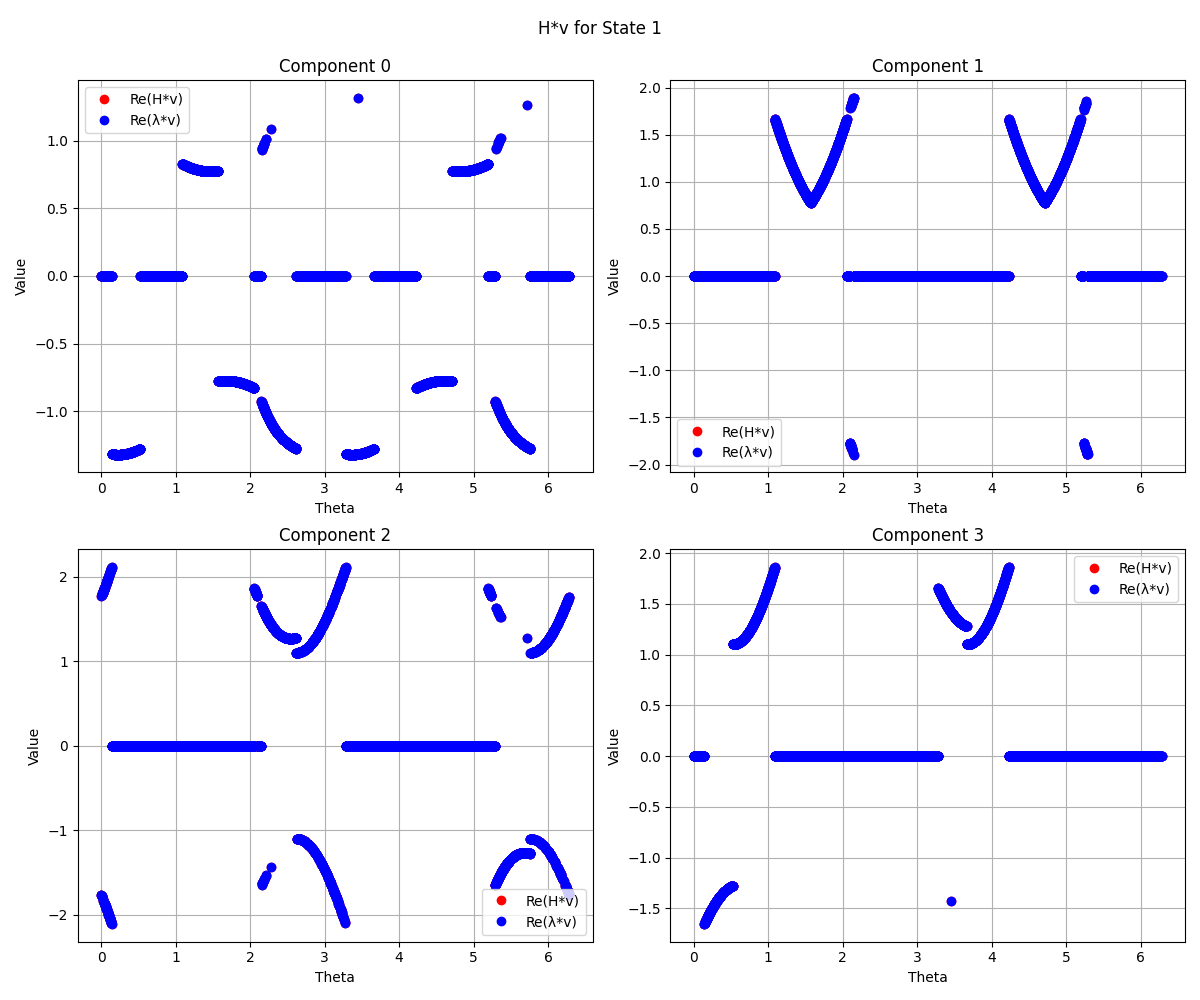 H*v for State 1
Component 0
Re(H*v)
Re(λ*v)
1.0
0.5
0.0
−0.5
−1.0
Value
0 1 2 3 4 5 6
Theta
Component 1
2.0
1.5
1.0
0.5
0.0
−0.5
−1.0
−1.5
−2.0
Value
Re(H*v)
Re(λ*v)
0 1 2 3 4 5 6
Theta
Component 2
2
1
0
−1
−2
Value
Re(H*v)
Re(λ*v)
0 1 2 3 4 5 6
Theta
Component 3
Re(H*v)
Re(λ*v)
2.0
1.5
1.0
0.5
0.0
−0.5
−1.0
−1.5
Value
0 1 2 3 4 5 6
Theta